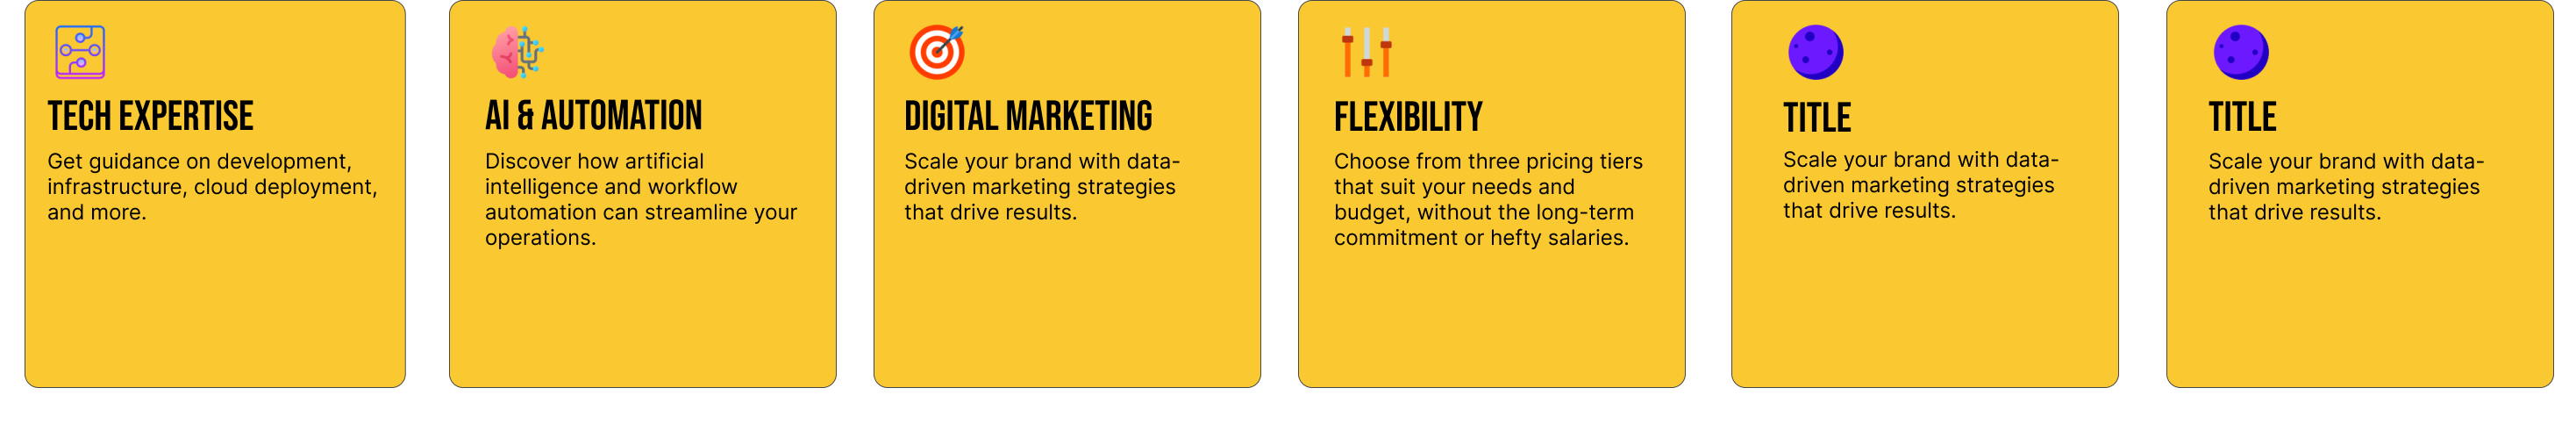 TECH EXPERTISE
Get guidance on development,
infrastructure, cloud deployment,
and more.
AI & AUTOMATION
Discover how artificial
intelligence and workflow
automation can streamline your
operations.
DIGITAL MARKETING
Scale your brand with data-
driven marketing strategies
that drive results.
FLEXIBILITY
Choose from three pricing tiers
that suit your needs and
budget, without the long-term
commitment or hefty salaries.
TITLE
Scale your brand with data-
driven marketing strategies
that drive results.
TITLE
Scale your brand with data-
driven marketing strategies
that drive results.